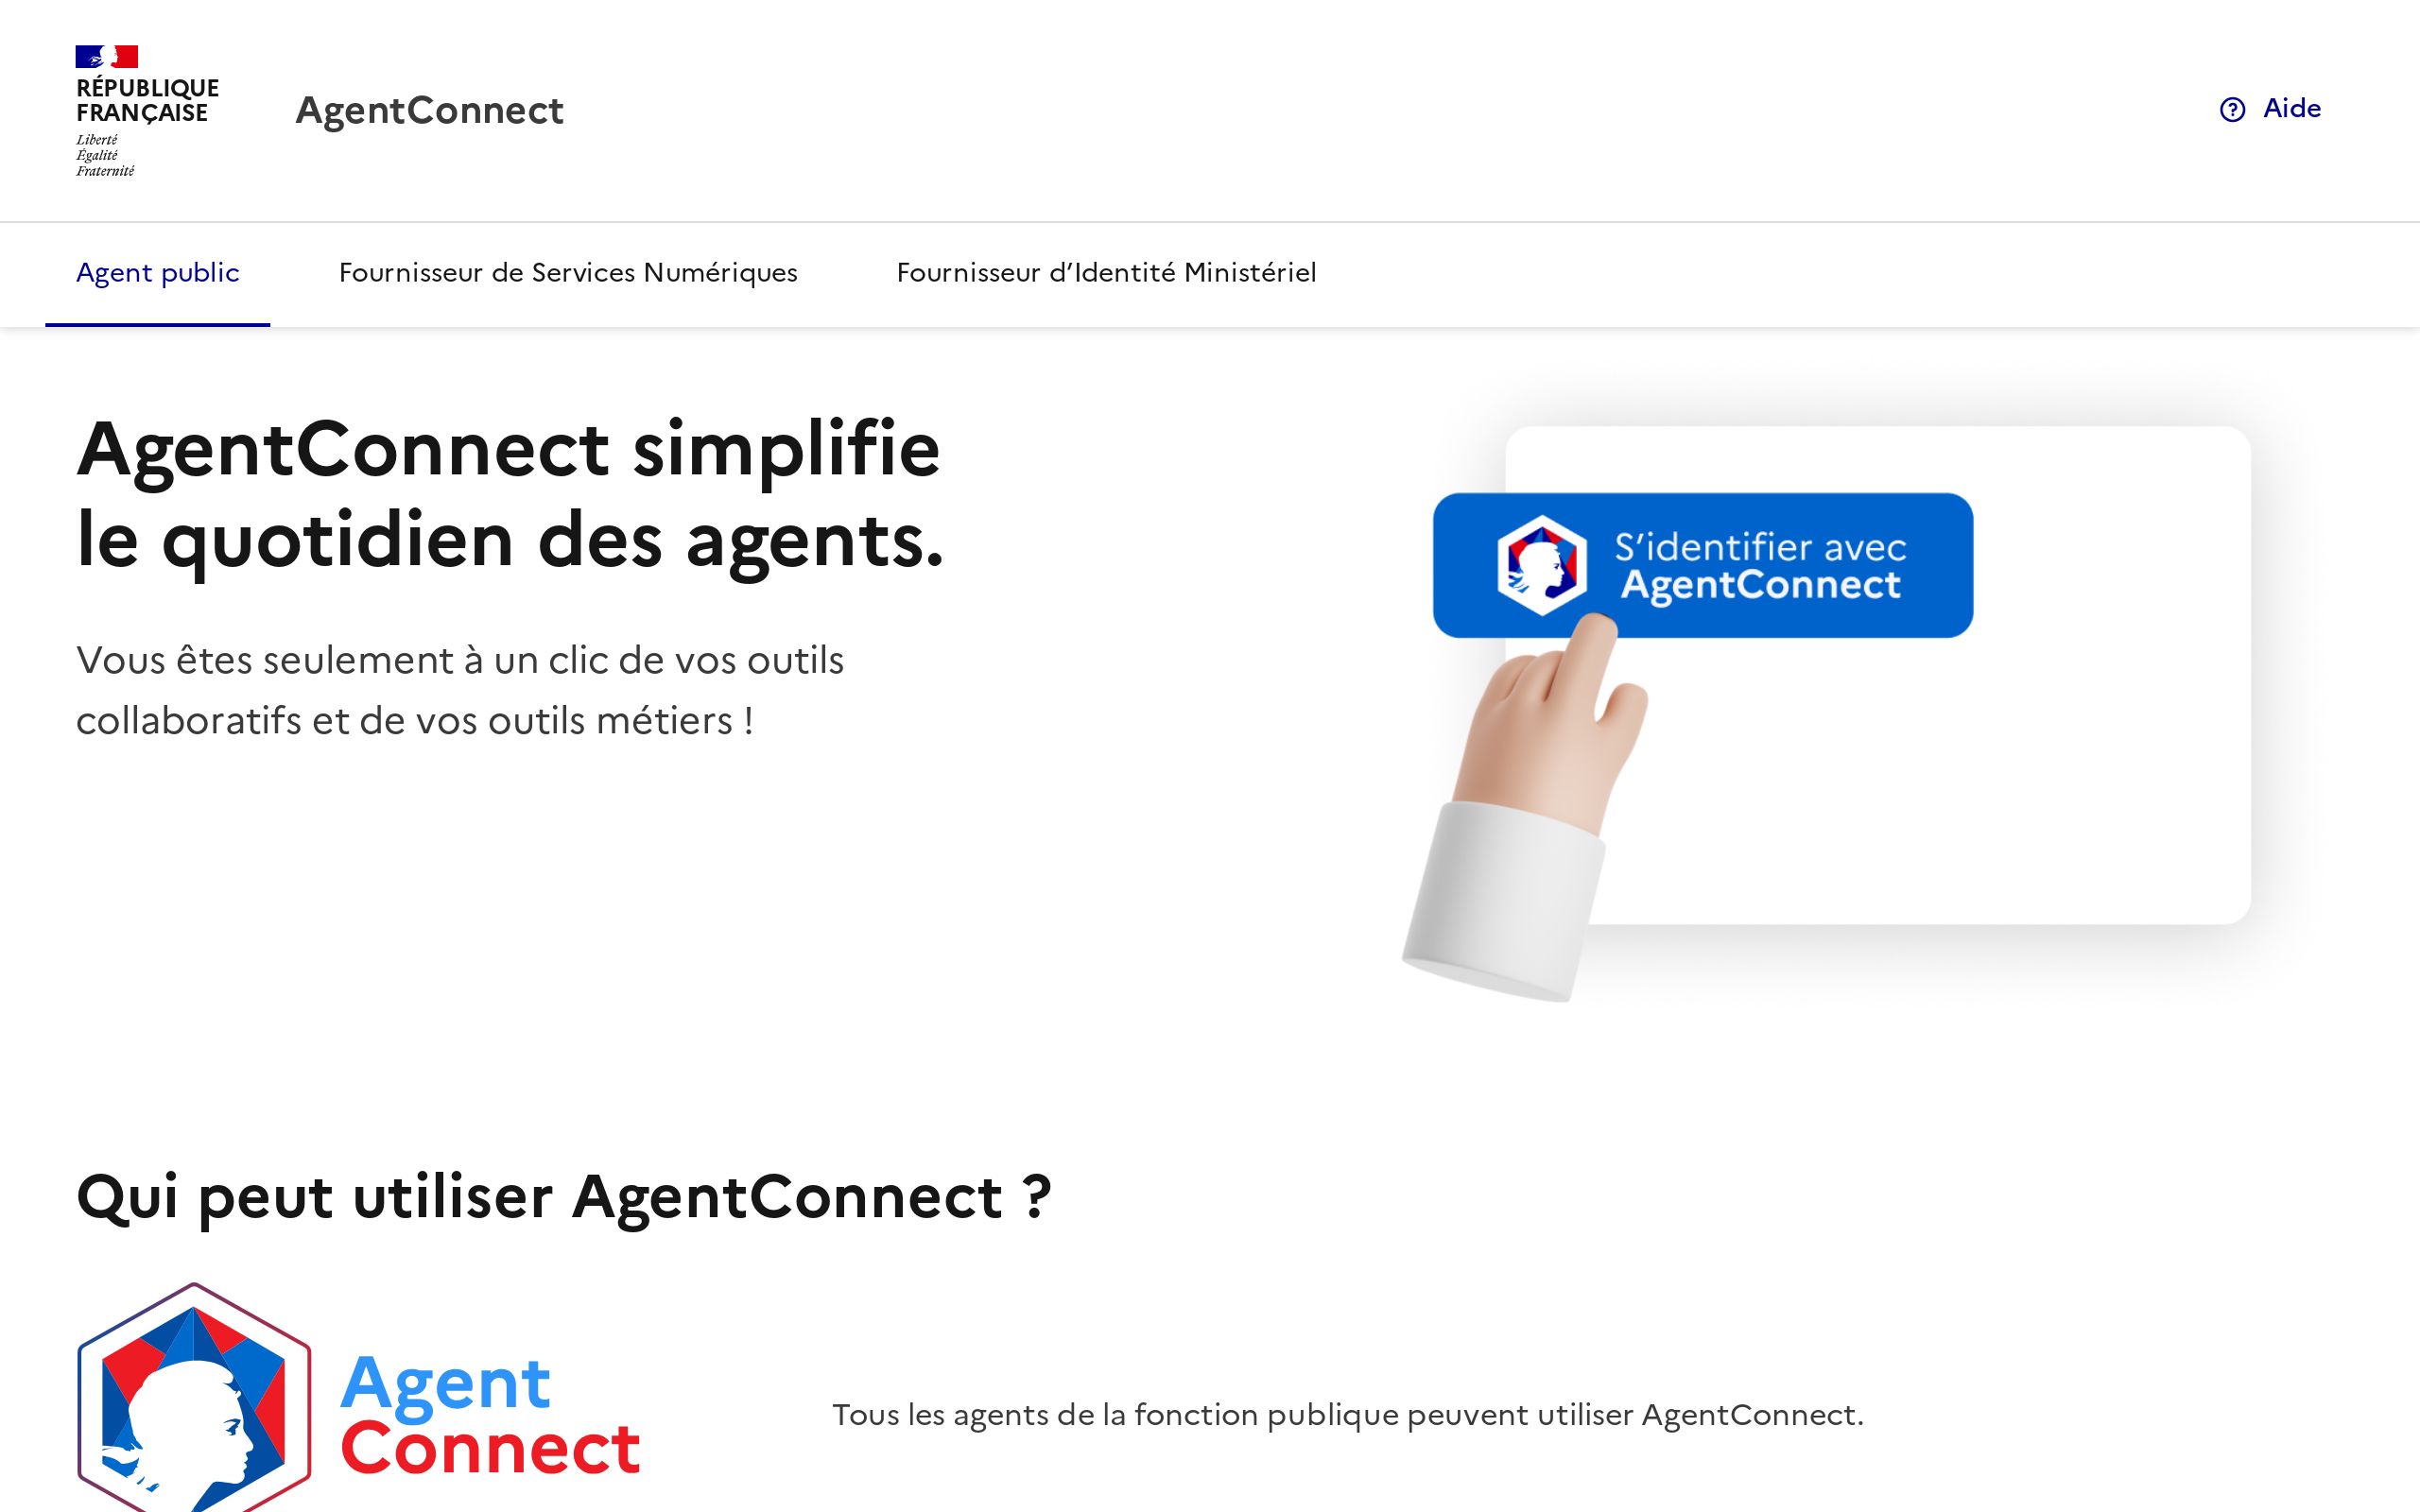 RÉPUBLIQUE
FRANÇAISE
Liberté
Égalité
Fraternité
AgentConnect
Aide
Agent public
Fournisseur de Services Numériques
Fournisseur d’Identité Ministériel
AgentConnect simplifie
le quotidien des agents.
Vous êtes seulement à un clic de vos outils
collaboratifs et de vos outils métiers !
S’identifier avec
AgentConnect
Qui peut utiliser AgentConnect ?
Agent
Connect
Tous les agents de la fonction publique peuvent utiliser AgentConnect.